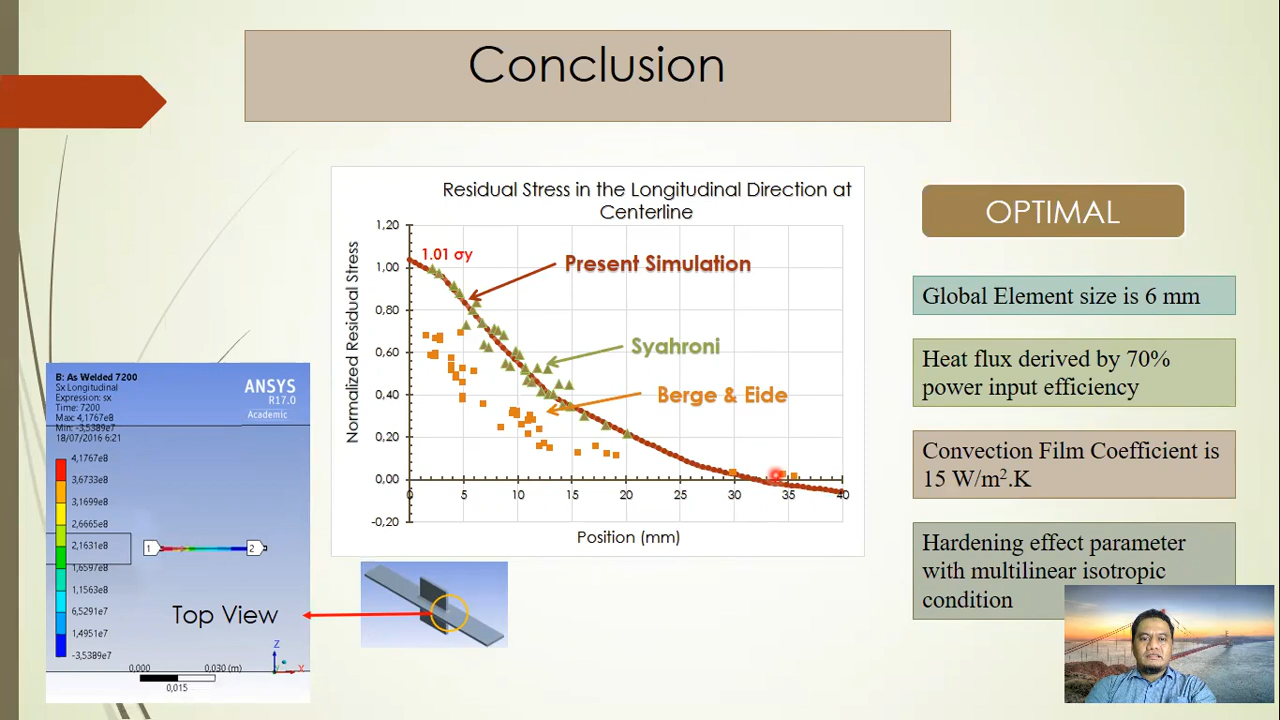 Conclusion
Residual Stress in the Longitudinal Direction at
Centerline
Normalized Residual Stress
1,20
1,00
0,80
0,60
0,40
0,20
0,00
-0,20
1.01 σy
Present Simulation
Syahroni
Berge & Eide
0
5
10
15
20
25
30
35
40
Position (mm)
OPTIMAL
Global Element size is 6 mm
Heat flux derived by 70%
power input efficiency
Convection Film Coefficient is
15 W/m².K
Hardening effect parameter
with multilinear isotropic
condition
B: As Welded 7200
Sx Longitudinal
Expression: sx
Time: 7200
Max: 4,1767e8
Min: -3,5389e7
18/07/2016 6:21
ANSYS
R17.0
Academic
4,1767e8
3,6733e8
3,1699e8
2,6665e8
2,1631e8
1,6597e8
1,1563e8
6,5291e7
1,4951e7
-3,5389e7
1
2
Top View
0,000
0,030 (m)
0,015
Z
X